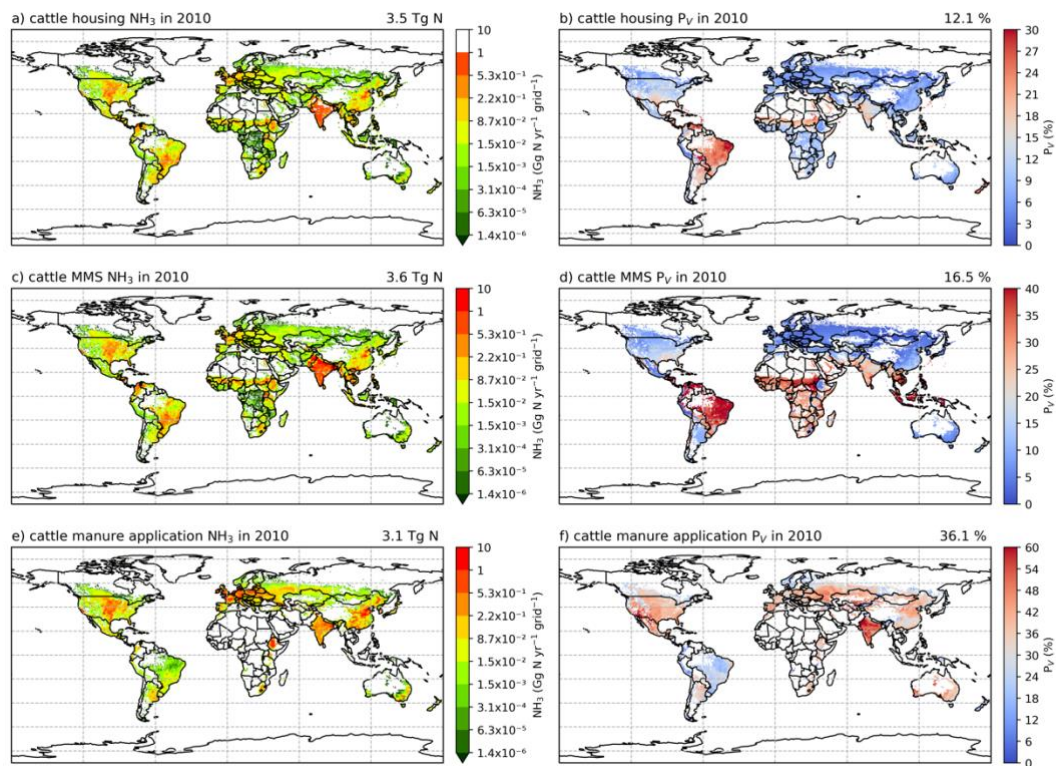 a) cattle housing NH₃ in 2010 3.5 Tg N
10
1
5.3x10⁻¹
2.2x10⁻¹
8.7x10⁻²
1.5x10⁻²
1.5x10⁻³
3.1x10⁻⁴
6.3x10⁻⁵
1.4x10⁻⁶
NH₃ (Gg N yr⁻¹ grid⁻¹)
b) cattle housing Pᵥ in 2010 12.1 %
30
27
24
21
18
15
12
9
6
3
0
Pᵥ (%)
c) cattle MMS NH₃ in 2010 3.6 Tg N
10
1
5.3x10⁻¹
2.2x10⁻¹
8.7x10⁻²
1.5x10⁻²
1.5x10⁻³
3.1x10⁻⁴
6.3x10⁻⁵
1.4x10⁻⁶
NH₃ (Gg N yr⁻¹ grid⁻¹)
d) cattle MMS Pᵥ in 2010 16.5 %
40
35
30
25
20
15
10
5
0
Pᵥ (%)
e) cattle manure application NH₃ in 2010 3.1 Tg N
10
1
5.3x10⁻¹
2.2x10⁻¹
8.7x10⁻²
1.5x10⁻²
1.5x10⁻³
3.1x10⁻⁴
6.3x10⁻⁵
1.4x10⁻⁶
NH₃ (Gg N yr⁻¹ grid⁻¹)
f) cattle manure application Pᵥ in 2010 36.1 %
60
54
48
42
36
30
24
18
12
6
0
Pᵥ (%)